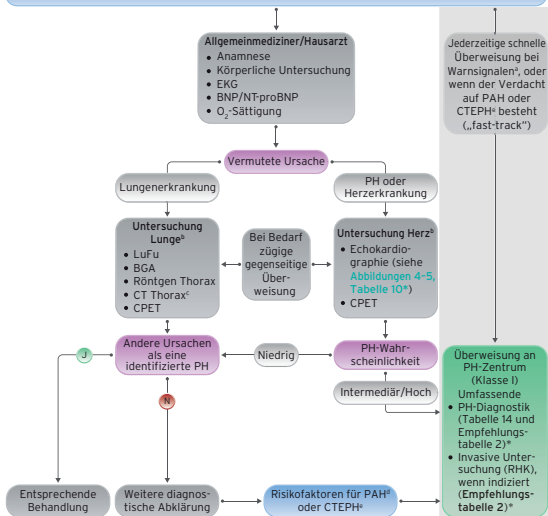 Allgemeinmediziner/Hausarzt
• Anamnese
• Körperliche Untersuchung
• EKG
• BNP/NT-proBNP
• O₂-Sättigung
Jederzeitige schnelle
Überweisung bei
Warnsignalenᵃ, oder
wenn der Verdacht
auf PAH oder
CTEPHᵉ besteht
(„fast-track“)
Vermutete Ursache
Lungenerkrankung
PH oder
Herzerkrankung
Untersuchung
Lungeᵇ
• LuFu
• BGA
• Röntgen Thorax
• CT Thoraxᶜ
• CPET
Bei Bedarf
zügige
gegenseitige
Über-
weisung
Untersuchung Herzᵇ
• Echokardio-
graphie (siehe
Abbildungen 4–5,
Tabelle 10*)
• CPET
Andere Ursachen
als eine
identifizierte PH
Niedrig
PH-Wahr-
scheinlichkeit
J
N
Intermediär/Hoch
Überweisung an
PH-Zentrum
(Klasse I)
Umfassende
• PH-Diagnostik
(Tabelle 14 und
Empfehlungs-
tabelle 2)*
• Invasive Unter-
suchung (RHK),
wenn indiziert
(Empfehlungs-
tabelle 2)*
Entsprechende
Behandlung
Weitere diagnos-
tische Abklärung
Risikofaktoren für PAHᵈ
oder CTEPHᵉ